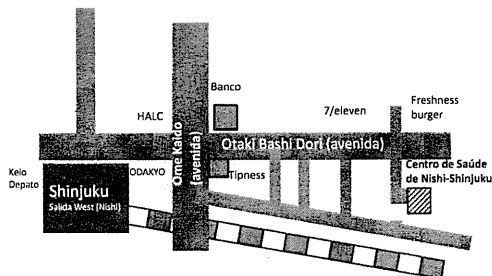 Banco
HALC
7/eleven
Freshness
burger
Ome Kaido
(avenida)
Otaki Bashi Dori (avenida)
Keio
Depato
ODAKYO
Tipness
Centro de Saúde
de Nishi-Shinjuku
Shinjuku
Salida West (Nishi)